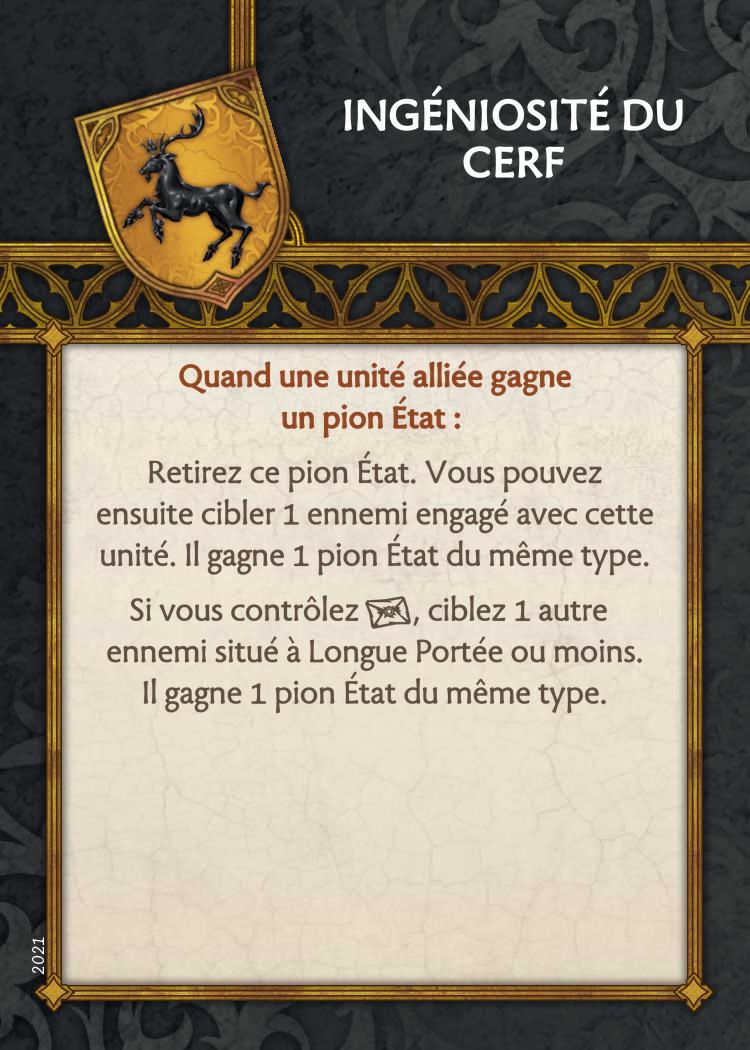 INGÉNIOSITÉ DU
CERF
Quand une unité alliée gagne
un pion État :
Retirez ce pion État. Vous pouvez
ensuite cibler 1 ennemi engagé avec cette
unité. Il gagne 1 pion État du même type.
Si vous contrôlez , ciblez 1 autre
ennemi situé à Longue Portée ou moins.
Il gagne 1 pion État du même type.
2021